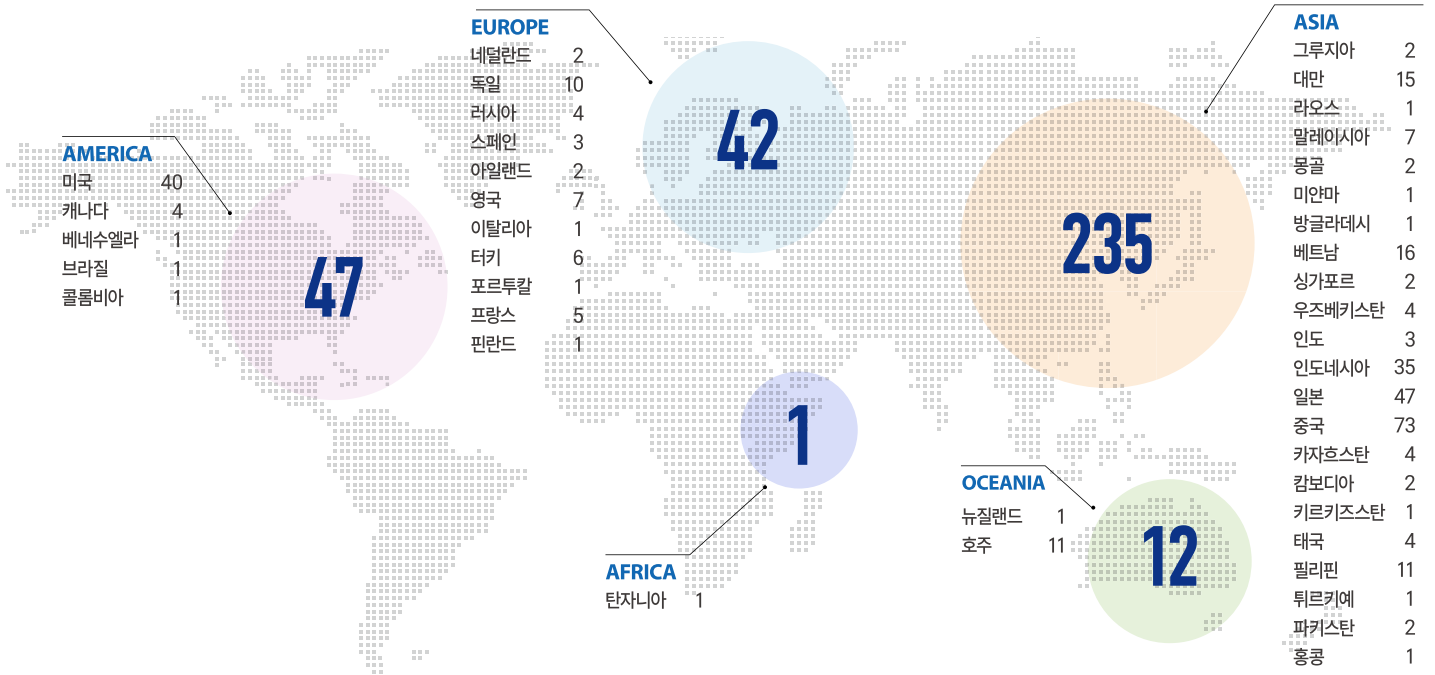 AMERICA
미국 40
캐나다 4
베네수엘라 1
브라질 1
콜롬비아 1
47
EUROPE
네덜란드 2
독일 10
러시아 4
스페인 3
아일랜드 2
영국 7
이탈리아 1
터키 6
포르투칼 1
프랑스 5
핀란드 1
42
AFRICA
탄자니아 1
1
OCEANIA
뉴질랜드 1
호주 11
12
ASIA
그루지아 2
대만 15
라오스 1
말레이시아 7
몽골 2
미얀마 1
방글라데시 1
베트남 16
싱가포르 2
우즈베키스탄 4
인도 3
인도네시아 35
일본 47
중국 73
카자흐스탄 4
캄보디아 2
키르키즈스탄 1
태국 4
필리핀 11
튀르키예 1
파키스탄 2
홍콩 1
235